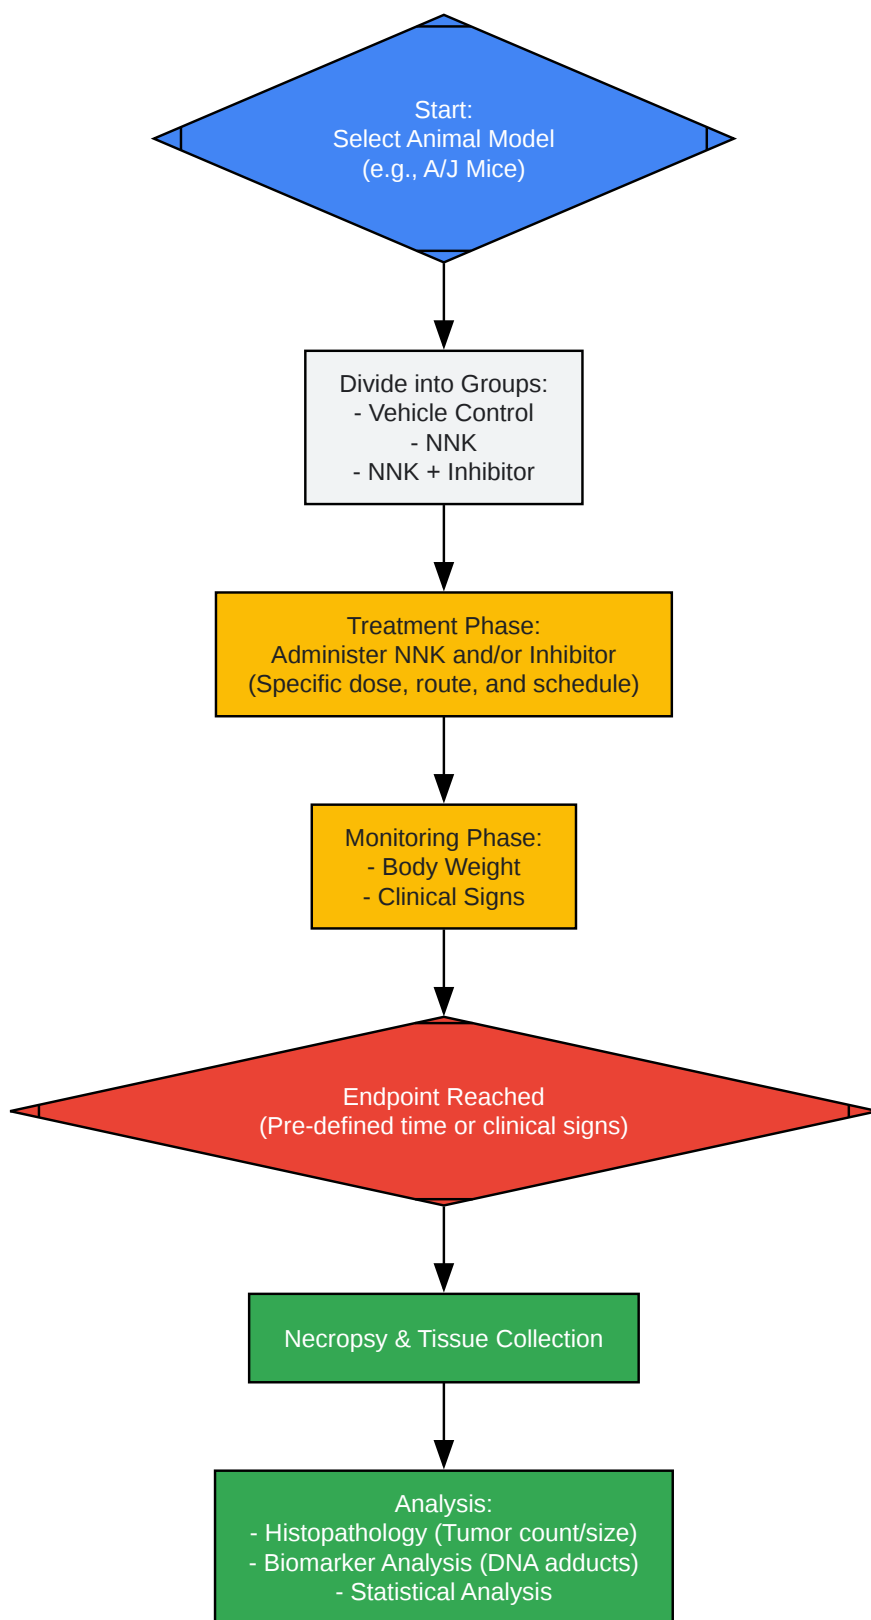 Start:
Select Animal Model
(e.g., A/J Mice)
Divide into Groups:
- Vehicle Control
- NNK
- NNK + Inhibitor
Treatment Phase:
Administer NNK and/or Inhibitor
(Specific dose, route, and schedule)
Monitoring Phase:
- Body Weight
- Clinical Signs
Endpoint Reached
(Pre-defined time or clinical signs)
Necropsy & Tissue Collection
Analysis:
- Histopathology (Tumor count/size)
- Biomarker Analysis (DNA adducts)
- Statistical Analysis